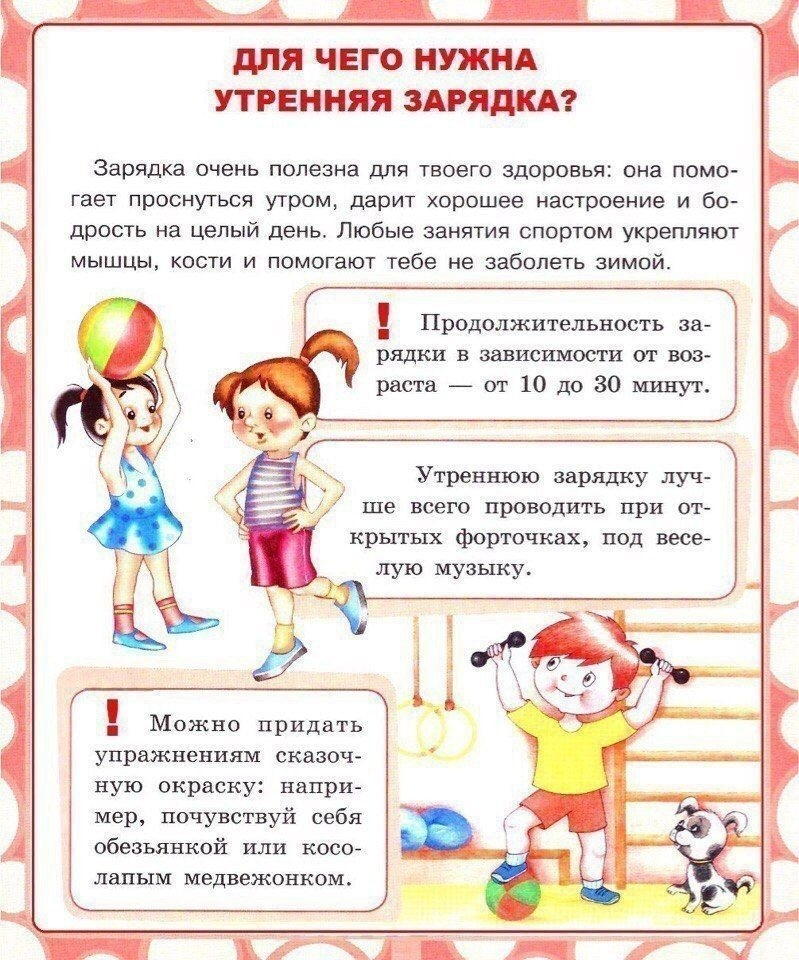 ДЛЯ ЧЕГО НУЖНА
УТРЕННЯЯ ЗАРЯДКА?
Зарядка очень полезна для твоего здоровья: она помо-
гает проснуться утром, дарит хорошее настроение и бо-
дрость на целый день. Любые занятия спортом укрепляют
мышцы, кости и помогают тебе не заболеть зимой.
! Продолжительность за-
рядки в зависимости от воз-
раста — от 10 до 30 минут.
Утреннюю зарядку луч-
ше всего проводить при от-
крытых форточках, под весе-
лую музыку.
! Можно придать
упражнениям сказоч-
ную окраску: напри-
мер, почувствуй себя
обезьянкой или косо-
лапым медвежонком.